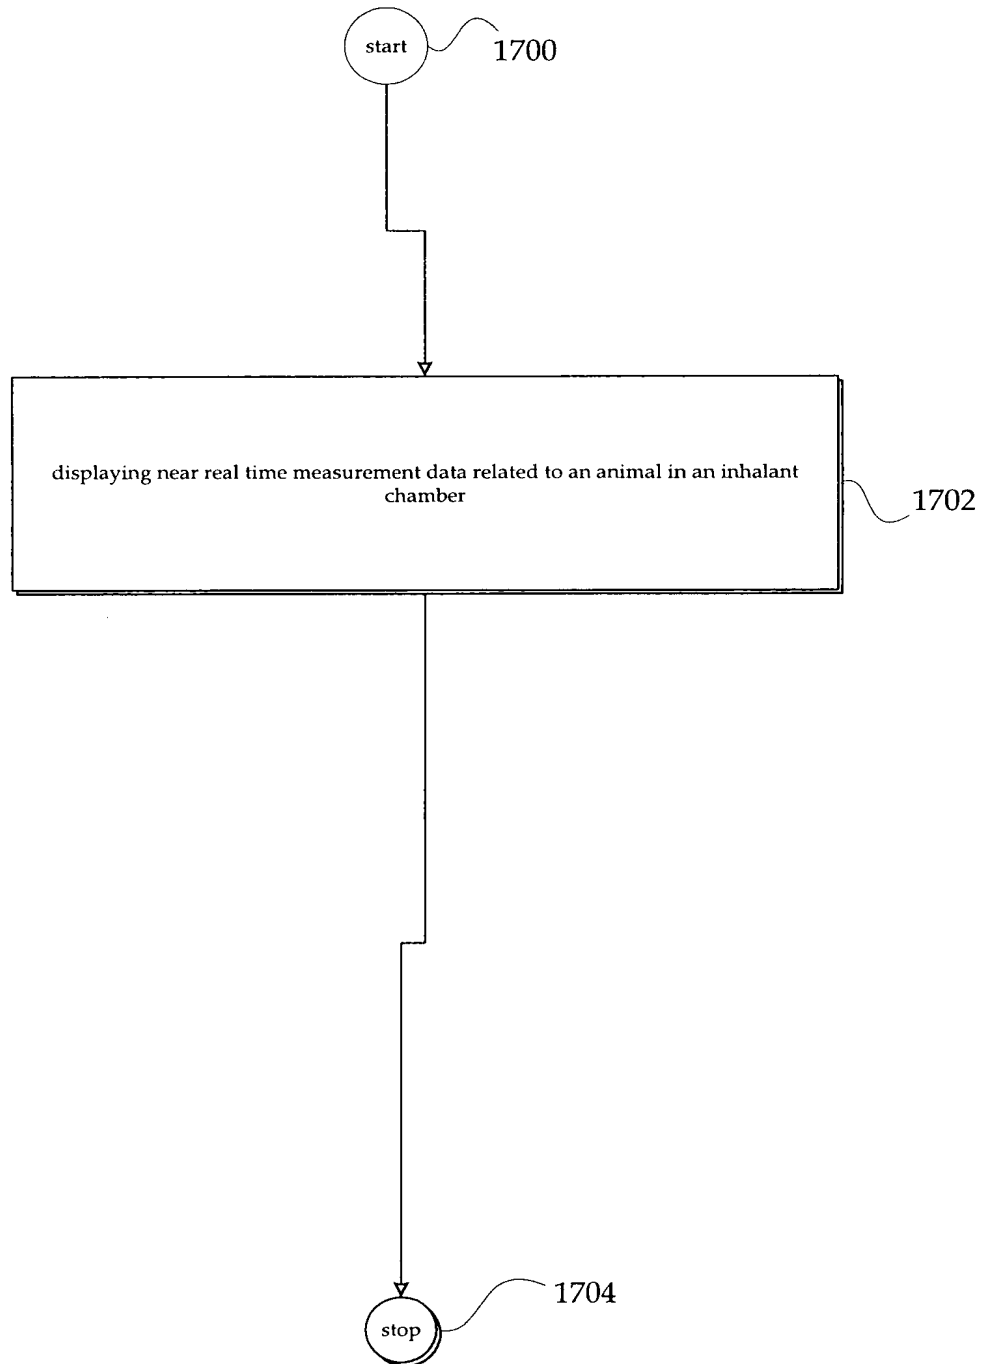 start
1700
displaying near real time measurement data related to an animal in an inhalant
chamber
1702
1704
stop